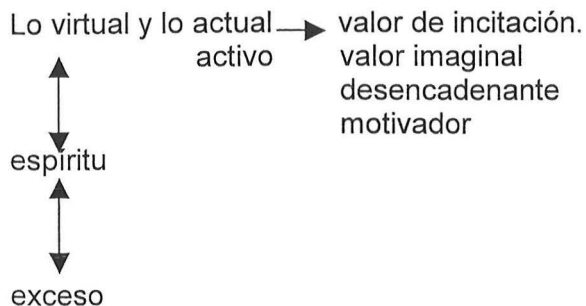 Lo virtual y lo actual valor de incitación.
activo valor imaginal
desencadenante
motivador
espíritu
exceso